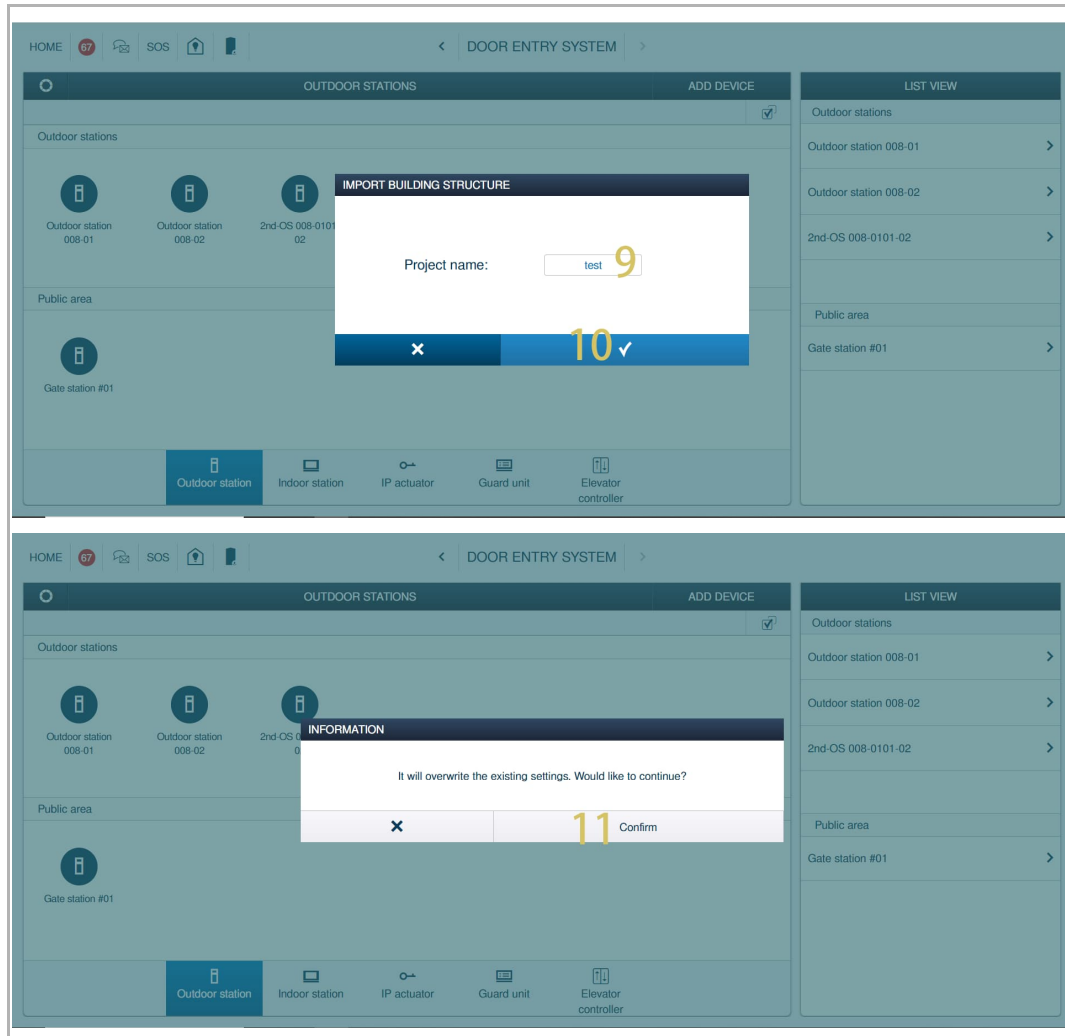 HOME 67 SOS DOOR ENTRY SYSTEM
OUTDOOR STATIONS ADD DEVICE LIST VIEW
Outdoor stations
Outdoor stations
Outdoor station 008-01
Outdoor station 008-02
2nd-OS 008-0101-02
Public area
Gate station #01
IMPORT BUILDING STRUCTURE
Project name: test 9
10
Outdoor station
008-01
Outdoor station
008-02
2nd-OS 008-0101
02
Public area
Gate station #01
Outdoor station Indoor station IP actuator Guard unit Elevator
controller
HOME 67 SOS DOOR ENTRY SYSTEM
OUTDOOR STATIONS ADD DEVICE LIST VIEW
Outdoor stations
Outdoor stations
Outdoor station 008-01
Outdoor station 008-02
2nd-OS 008-0101-02
Public area
Gate station #01
INFORMATION
It will overwrite the existing settings. Would like to continue?
11 Confirm
Outdoor station
008-01
Outdoor station
008-02
2nd-OS 0
0
Public area
Gate station #01
Outdoor station Indoor station IP actuator Guard unit Elevator
controller